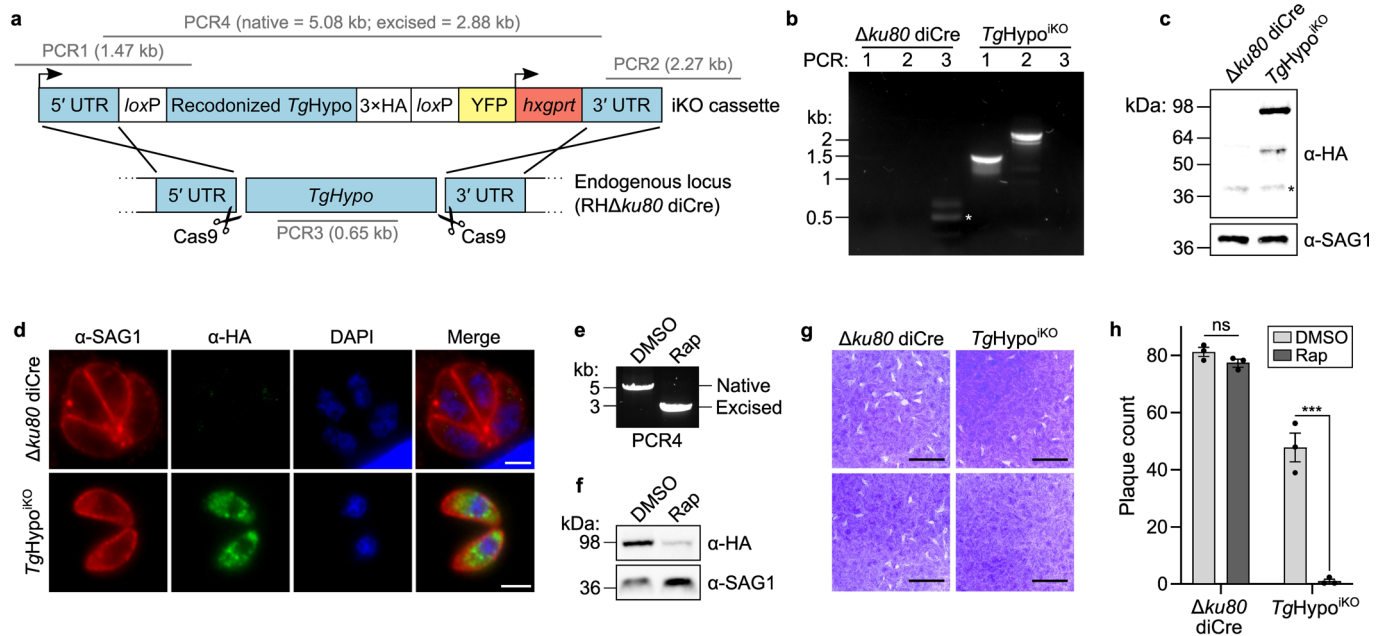 a
PCR4 (native = 5.08 kb; excised = 2.88 kb)
PCR1 (1.47 kb)
PCR2 (2.27 kb)
5′ UTR loxP Recodonized TgHypo 3×HA loxP YFP hxgprt 3′ UTR iKO cassette
5′ UTR TgHypo 3′ UTR Endogenous locus
(RHΔku80 diCre)
Cas9 PCR3 (0.65 kb) Cas9
b
Δku80 diCre TgHypoiKO
PCR: 1 2 3 1 2 3
kb:
2
1.5
1
0.5
*
c
Δku80 diCre
TgHypoiKO
kDa:
98
64
50
36
α-HA
*
36
α-SAG1
d
α-SAG1 α-HA DAPI Merge
Δku80 diCre
TgHypoiKO
e
DMSO Rap
kb:
5 Native
3 Excised
PCR4
f
DMSO Rap
kDa:
98 α-HA
36 α-SAG1
g
Δku80 diCre TgHypoiKO
h
ns
DMSO
Rap
***
Plaque count
80
60
40
20
0
Δku80
diCre
TgHypoiKO